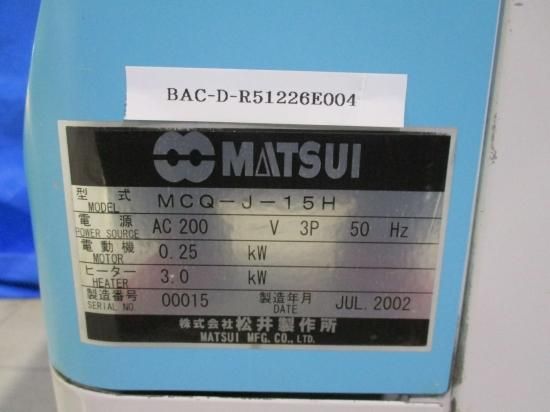 BAC-D-R51226E004
MATSUI
型式 MODEL MCQ-J-15H
電源 POWER SOURCE AC 200 V 3P 50 Hz
電動機 MOTOR 0.25 kW
ヒーター HEATER 3.0 kW
製造番号 SERIAL NO. 00015 製造年月 DATE JUL. 2002
株式会社 松井製作所
MATSUI MFG. CO., LTD.